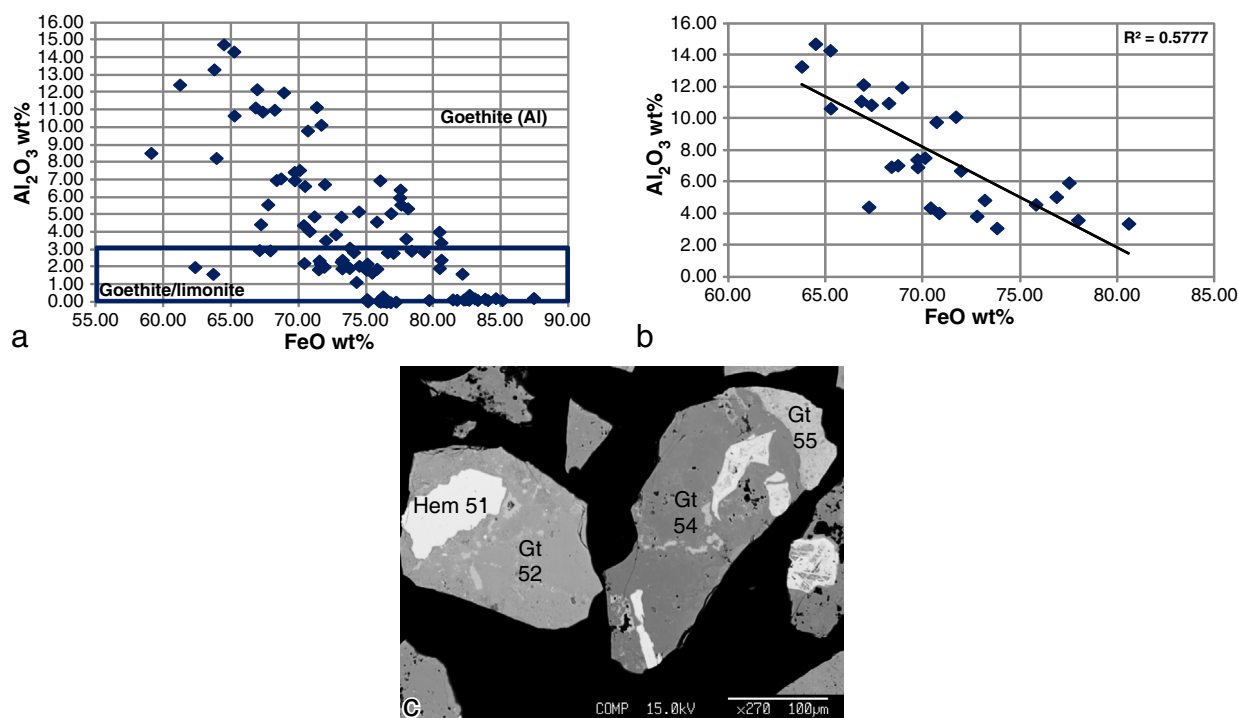 16.00
15.00
14.00
13.00
12.00
11.00
10.00
9.00
8.00
7.00
6.00
5.00
4.00
3.00
2.00
1.00
0.00
Al2O3 wt%
Goethite (Al)
Goethite/limonite
55.00 60.00 65.00 70.00 75.00 80.00 85.00 90.00
FeO wt%
a
16.00
14.00
12.00
10.00
8.00
6.00
4.00
2.00
0.00
Al2O3 wt%
R² = 0.5777
60.00 65.00 70.00 75.00 80.00 85.00
FeO wt%
b
Hem 51
Gt
52
Gt
54
Gt
55
c
COMP 15.0kV ×270 100μm